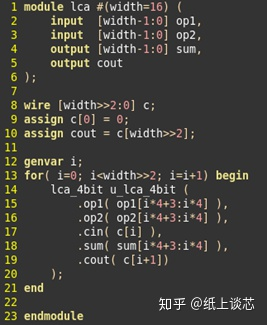 1 module lca #(width=16) (
2     input  [width-1:0] op1,
3     input  [width-1:0] op2,
4     output [width-1:0] sum,
5     output cout
6 );
7
8 wire [width>>2:0] c;
9 assign c[0] = 0;
10 assign cout = c[width>>2];
11
12 genvar i;
13 for( i=0; i<width>>2; i=i+1) begin
14     lca_4bit u_lca_4bit (
15         .op1( op1[i*4+3:i*4] ),
16         .op2( op2[i*4+3:i*4] ),
17         .cin( c[i] ),
18         .sum( sum[i*4+3:i*4] ),
19         .cout( c[i+1])
20     );
21 end
22
23 endmodule
知乎 @纸上谈芯